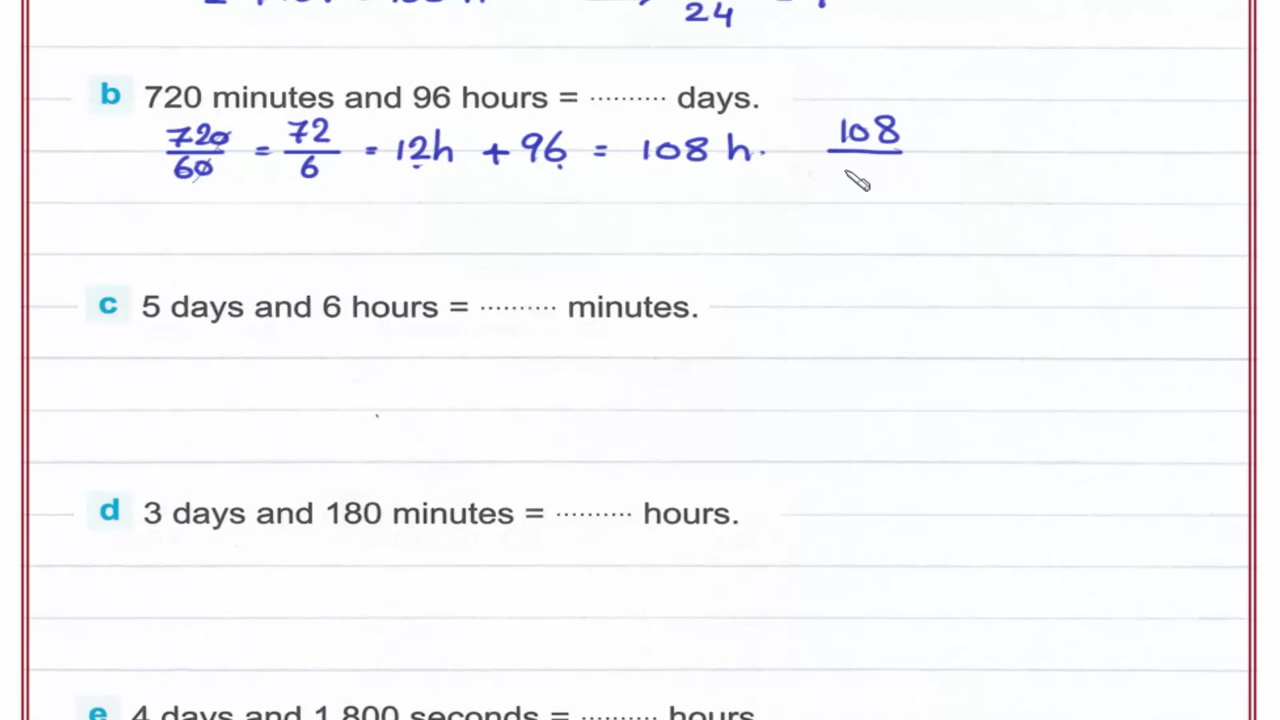 24
b 720 minutes and 96 hours = .......... days.
720/60 = 72/6 = 12h + 96 = 108 h. 108
c 5 days and 6 hours = .......... minutes.
d 3 days and 180 minutes = .......... hours.
e 4 days and 1 800 seconds = .......... hours